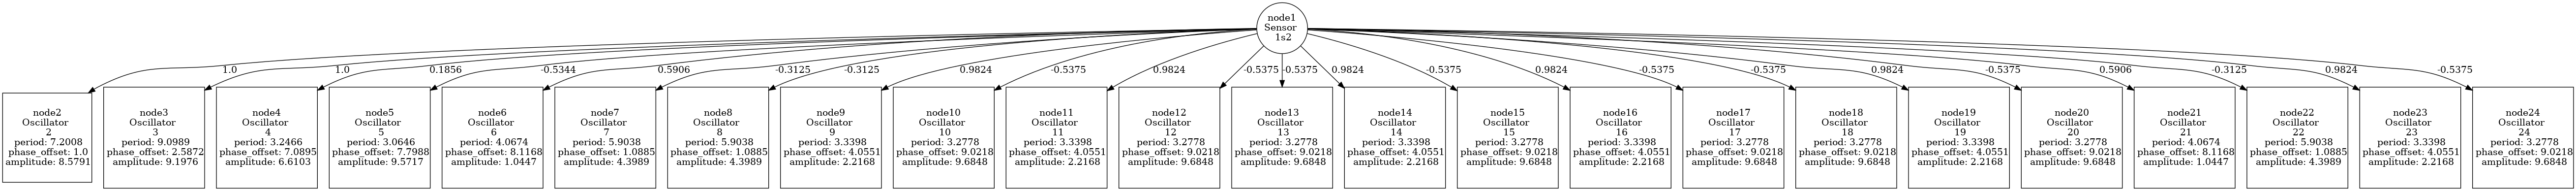 node1
Sensor
1s2
1.0
1.0
0.1856
-0.5344
0.5906
-0.3125
-0.3125
0.9824
-0.5375
0.9824
-0.5375
-0.5375
0.9824
-0.5375
0.9824
-0.5375
-0.5375
0.9824
-0.5375
0.5906
-0.3125
0.9824
-0.5375
node2
Oscillator
2
period: 7.2008
phase_offset: 1.0
amplitude: 8.5791
node3
Oscillator
3
period: 9.0989
phase_offset: 2.5872
amplitude: 9.1976
node4
Oscillator
4
period: 3.2466
phase_offset: 7.0895
amplitude: 6.6103
node5
Oscillator
5
period: 3.0646
phase_offset: 7.7988
amplitude: 9.5717
node6
Oscillator
6
period: 4.0674
phase_offset: 8.1168
amplitude: 1.0447
node7
Oscillator
7
period: 5.9038
phase_offset: 1.0885
amplitude: 4.3989
node8
Oscillator
8
period: 5.9038
phase_offset: 1.0885
amplitude: 4.3989
node9
Oscillator
9
period: 3.3398
phase_offset: 4.0551
amplitude: 2.2168
node10
Oscillator
10
period: 3.2778
phase_offset: 9.0218
amplitude: 9.6848
node11
Oscillator
11
period: 3.3398
phase_offset: 4.0551
amplitude: 2.2168
node12
Oscillator
12
period: 3.2778
phase_offset: 9.0218
amplitude: 9.6848
node13
Oscillator
13
period: 3.2778
phase_offset: 9.0218
amplitude: 9.6848
node14
Oscillator
14
period: 3.3398
phase_offset: 4.0551
amplitude: 2.2168
node15
Oscillator
15
period: 3.2778
phase_offset: 9.0218
amplitude: 9.6848
node16
Oscillator
16
period: 3.3398
phase_offset: 4.0551
amplitude: 2.2168
node17
Oscillator
17
period: 3.2778
phase_offset: 9.0218
amplitude: 9.6848
node18
Oscillator
18
period: 3.2778
phase_offset: 9.0218
amplitude: 9.6848
node19
Oscillator
19
period: 3.3398
phase_offset: 4.0551
amplitude: 2.2168
node20
Oscillator
20
period: 3.2778
phase_offset: 9.0218
amplitude: 9.6848
node21
Oscillator
21
period: 4.0674
phase_offset: 8.1168
amplitude: 1.0447
node22
Oscillator
22
period: 5.9038
phase_offset: 1.0885
amplitude: 4.3989
node23
Oscillator
23
period: 3.3398
phase_offset: 4.0551
amplitude: 2.2168
node24
Oscillator
24
period: 3.2778
phase_offset: 9.0218
amplitude: 9.6848